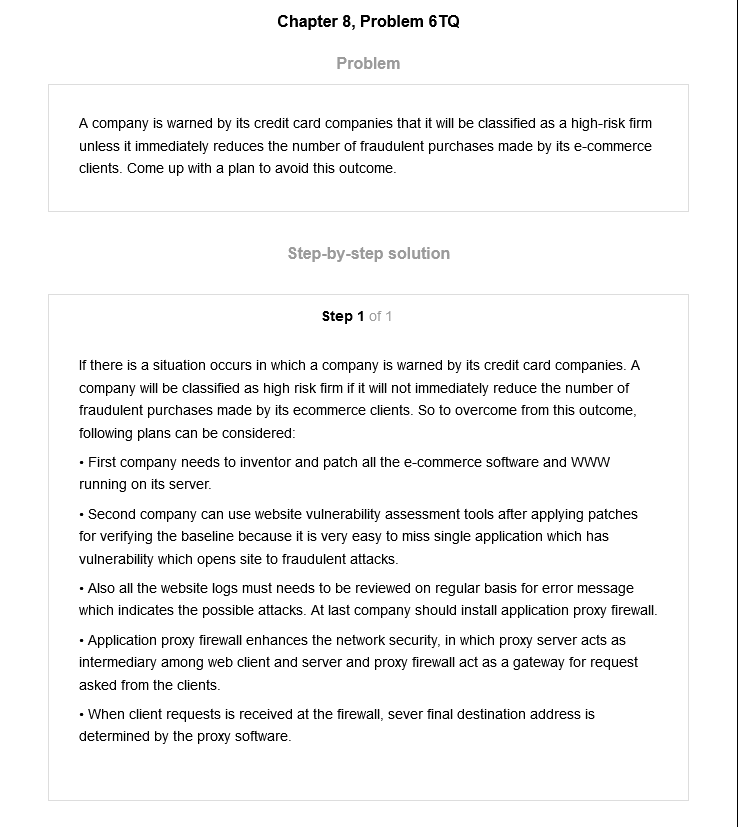 Chapter 8, Problem 6TQ
Problem
A company is warned by its credit card companies that it will be classified as a high-risk firm
unless it immediately reduces the number of fraudulent purchases made by its e-commerce
clients. Come up with a plan to avoid this outcome.
Step-by-step solution
Step 1 of 1
If there is a situation occurs in which a company is warned by its credit card companies. A
company will be classified as high risk firm if it will not immediately reduce the number of
fraudulent purchases made by its ecommerce clients. So to overcome from this outcome,
following plans can be considered:
• First company needs to inventor and patch all the e-commerce software and WWW
running on its server.
• Second company can use website vulnerability assessment tools after applying patches
for verifying the baseline because it is very easy to miss single application which has
vulnerability which opens site to fraudulent attacks.
• Also all the website logs must needs to be reviewed on regular basis for error message
which indicates the possible attacks. At last company should install application proxy firewall.
• Application proxy firewall enhances the network security, in which proxy server acts as
intermediary among web client and server and proxy firewall act as a gateway for request
asked from the clients.
• When client requests is received at the firewall, sever final destination address is
determined by the proxy software.